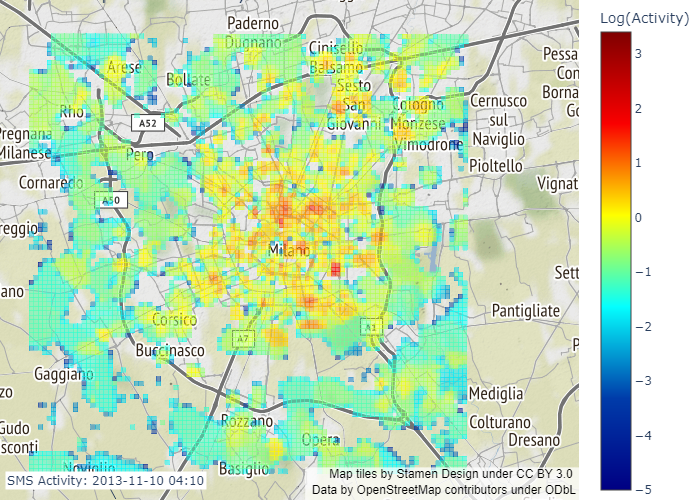 Log(Activity)
3
2
1
0
−1
−2
−3
−4
−5
Paderno
Dugnano
Cinisello
Balsamo
Sesto
San
Giovanni
Arese
Bollate
Rho
A52
Pero
Pregnana
Milanese
Cornaredo
A50
reggio
ano
Cologno
Monzese
Vimodrone
Cernusco
sul
Naviglio
Pioltello
Pessa
Con
Borna
Go
Vignat
Milano
Sett
Pantigliate
P
Corsico
A7
A1
Buccinasco
Gaggiano
zo
Gudo
sconti
Rozzano
Opera
Noviglio
Basiglio
Mediglia
Colturano
Dresano
SMS Activity: 2013-11-10 04:10
Map tiles by Stamen Design under CC BY 3.0
Data by OpenStreetMap contributors under ODbL